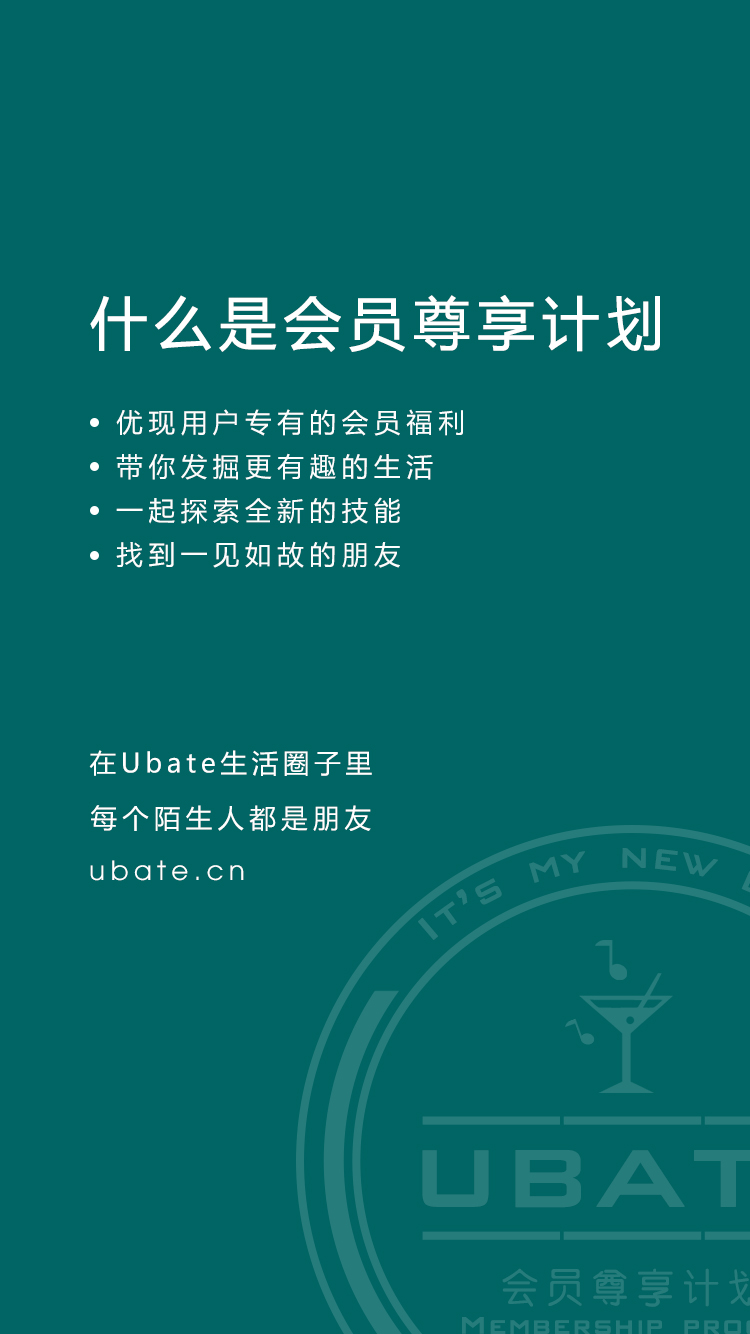 什么是会员尊享计划
• 优现用户专有的会员福利
• 带你发掘更有趣的生活
• 一起探索全新的技能
• 找到一见如故的朋友
在Ubate生活圈子里
每个陌生人都是朋友
ubate.cn
IT'S MY NEW
UBAT
会员尊享计划
MEMBERSHIP PRO